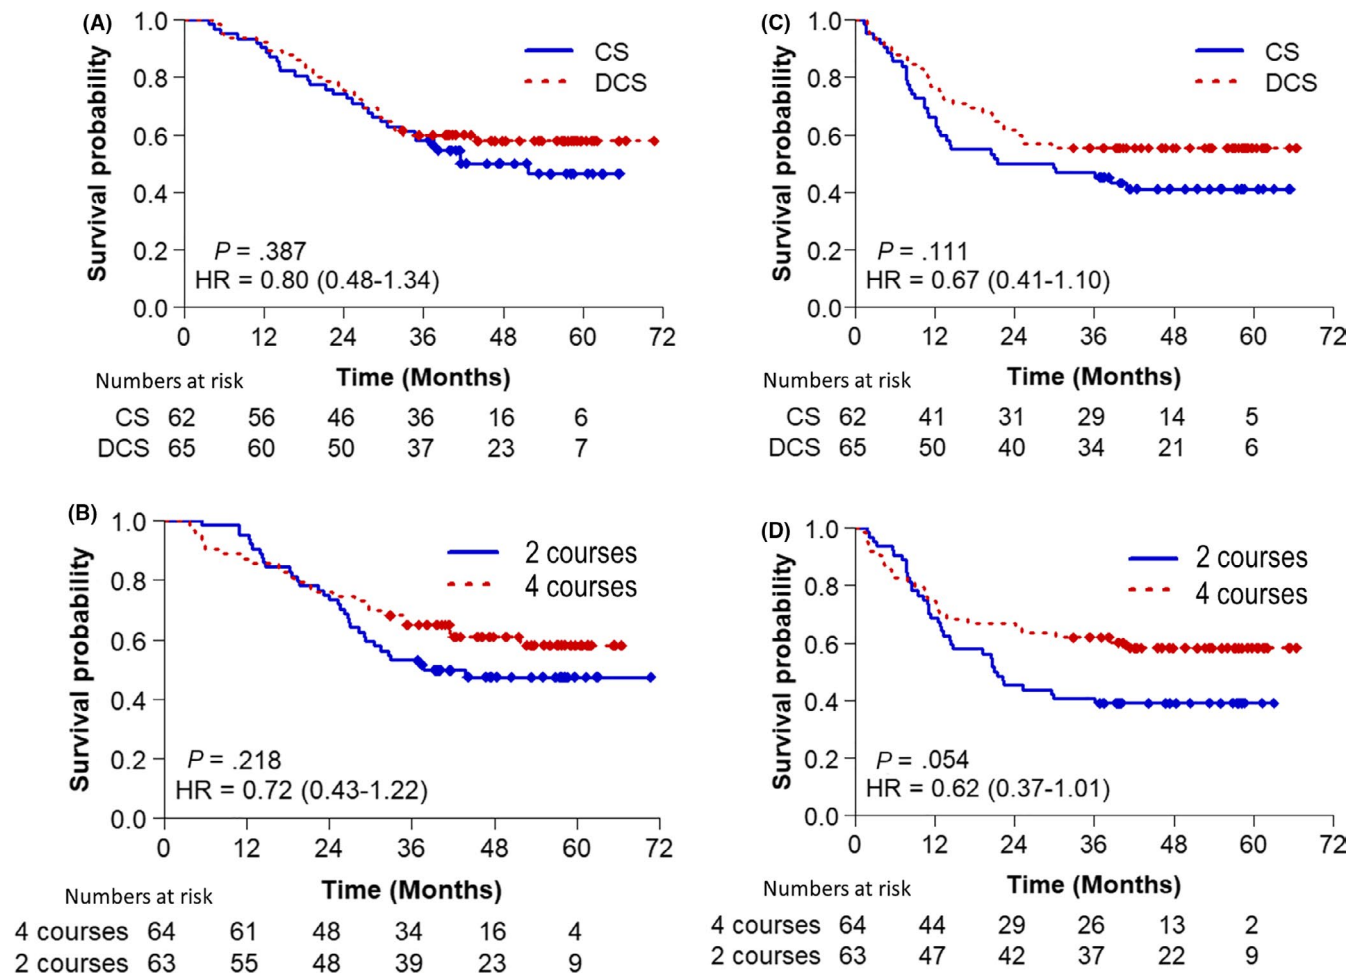 (A)
1.0
0.8
0.6
0.4
0.2
0.0
Survival probability
CS
DCS
P = .387
HR = 0.80 (0.48-1.34)
0 12 24 36 48 60 72
Numbers at risk Time (Months)
CS 62 56 46 36 16 6
DCS 65 60 50 37 23 7
(C)
1.0
0.8
0.6
0.4
0.2
0.0
Survival probability
CS
DCS
P = .111
HR = 0.67 (0.41-1.10)
0 12 24 36 48 60 72
Numbers at risk Time (Months)
CS 62 41 31 29 14 5
DCS 65 50 40 34 21 6
(B)
1.0
0.8
0.6
0.4
0.2
0.0
Survival probability
2 courses
4 courses
P = .218
HR = 0.72 (0.43-1.22)
0 12 24 36 48 60 72
Numbers at risk Time (Months)
4 courses 64 61 48 34 16 4
2 courses 63 55 48 39 23 9
(D)
1.0
0.8
0.6
0.4
0.2
0.0
Survival probability
2 courses
4 courses
P = .054
HR = 0.62 (0.37-1.01)
0 12 24 36 48 60 72
Numbers at risk Time (Months)
4 courses 64 44 29 26 13 2
2 courses 63 47 42 37 22 9